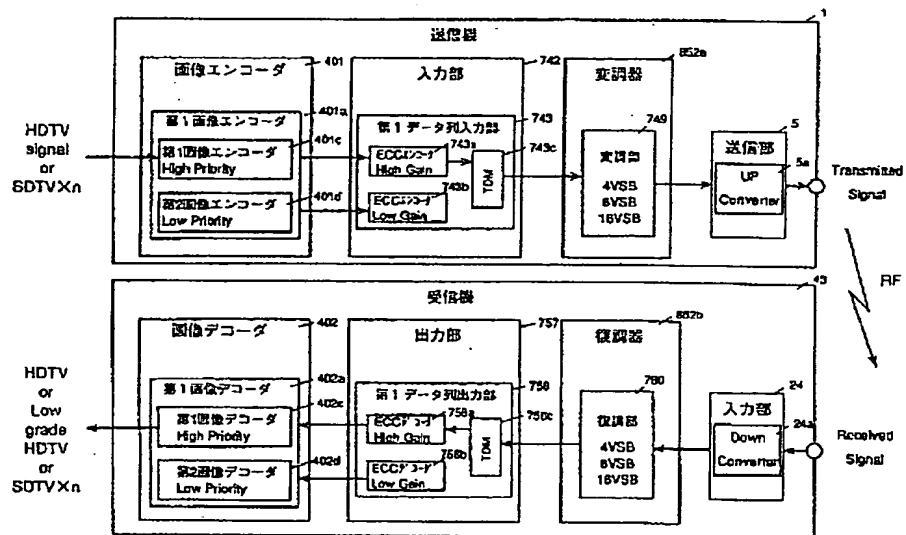 1
送信機
画像エンコーダ
401
入力部
742
変調器
852a
401a
第1画像エンコーダ
401c
第1画像エンコーダ
High Priority
401d
第2画像エンコーダ
Low Priority
743
第1データ列入力部
743a
ECCエンコーダ
High Gain
743c
TDM
743b
ECCエンコーダ
Low Gain
749
変調部
4VSB
8VSB
16VSB
5
送信部
5a
UP
Converter
HDTV
signal
or
SDTV×n
Transmized
Signal
RF
43
受信機
画像デコーダ
402
出力部
757
復調器
852b
402a
第1画像デコーダ
402c
第1画像デコーダ
High Priority
402d
第2画像デコーダ
Low Priority
758
第1データ列出力部
758a
ECCデコーダ
High Gain
758c
TDM
758b
ECCデコーダ
Low Gain
760
復調部
4VSB
8VSB
16VSB
24
入力部
24a
Down
Converter
HDTV
or
Low
grade
HDTV
or
SDTV×n
Received
Signal